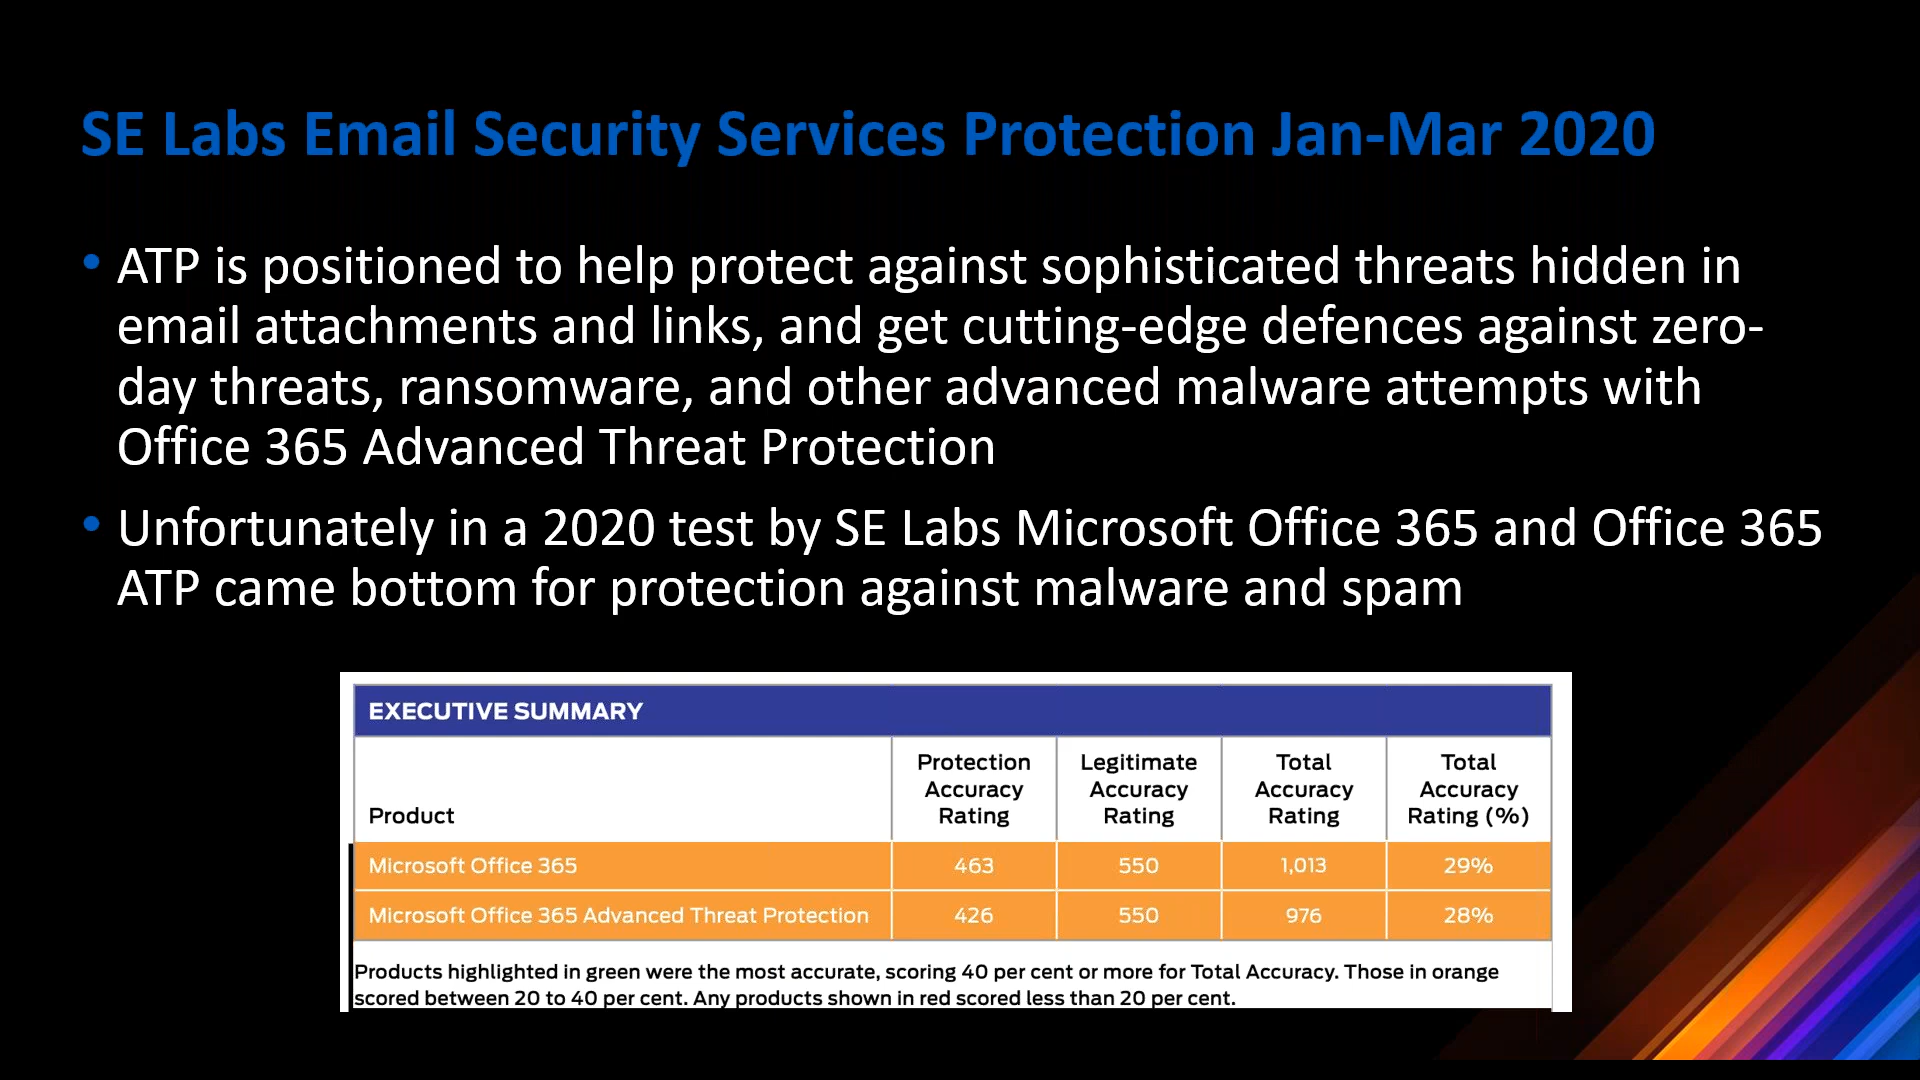 SE Labs Email Security Services Protection Jan-Mar 2020
• ATP is positioned to help protect against sophisticated threats hidden in
email attachments and links, and get cutting-edge defences against zero-
day threats, ransomware, and other advanced malware attempts with
Office 365 Advanced Threat Protection
• Unfortunately in a 2020 test by SE Labs Microsoft Office 365 and Office 365
ATP came bottom for protection against malware and spam
EXECUTIVE SUMMARY
Product Protection Accuracy Rating Legitimate Accuracy Rating Total Accuracy Rating Total Accuracy Rating (%)
Microsoft Office 365 463 550 1,013 29%
Microsoft Office 365 Advanced Threat Protection 426 550 976 28%
Products highlighted in green were the most accurate, scoring 40 per cent or more for Total Accuracy. Those in orange
scored between 20 to 40 per cent. Any products shown in red scored less than 20 per cent.